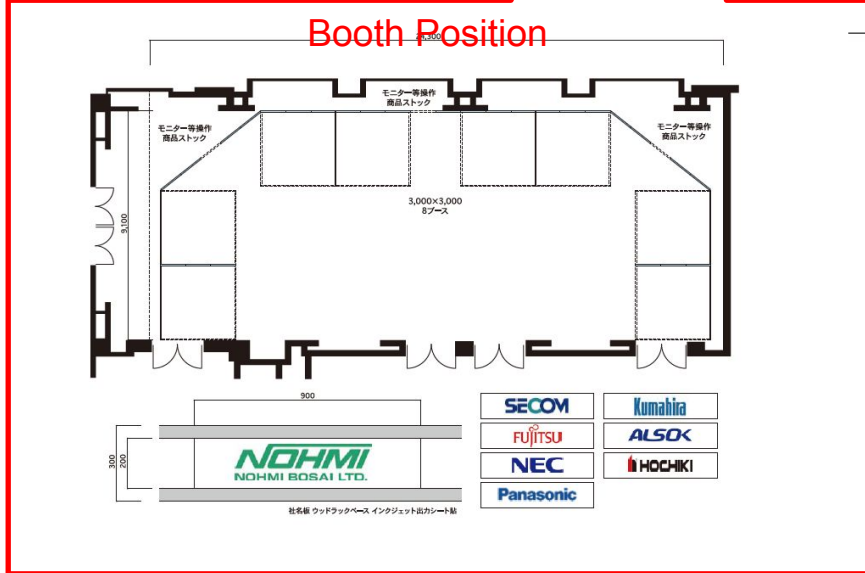 Booth Position
24,300
モニター等操作
商品ストック
モニター等操作
商品ストック
モニター等操作
商品ストック
3,000×3,000
8ブース
9,100
900
300
200
NOHMI
NOHMI BOSAI LTD.
社名板 ウッドラックベース インクジェット出力シート貼
SECOM
Kumahira
FUJITSU
ALSOK
NEC
HOCHIKI
Panasonic